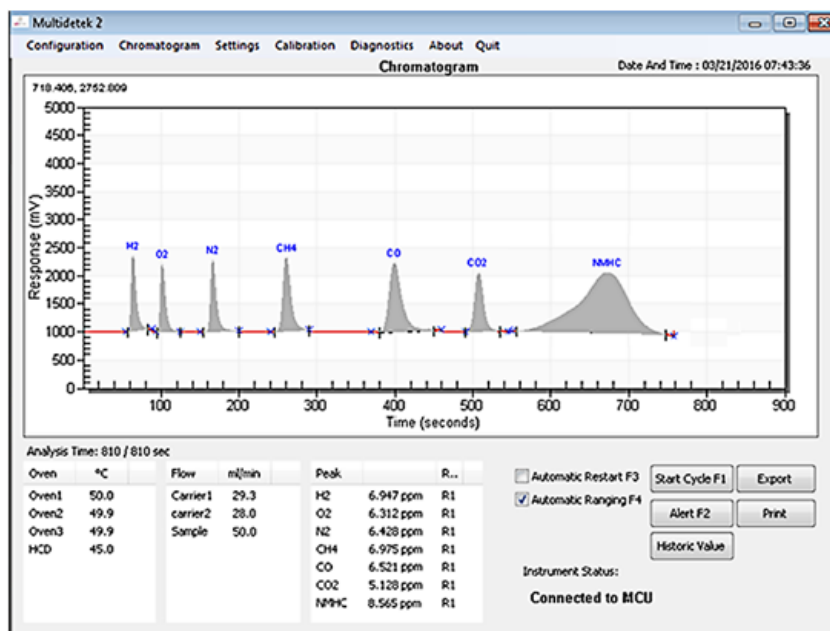 Multidetek 2
Configuration Chromatogram Settings Calibration Diagnostics About Quit
Chromatogram Date And Time : 03/21/2016 07:43:36
718.406, 2752.809
Response (mV)
5000
4500
4000
3500
3000
2500
2000
1500
1000
500
0
H2 O2 N2 CH4 CO CO2 NMHC
100 200 300 400 500 600 700 800 900
Time (seconds)
Analysis Time: 810 / 810 sec
Oven °C
Oven1 50.0
Oven2 49.9
Oven3 49.9
HCD 45.0
Flow ml/min
Carrier1 29.3
carrier2 28.0
Sample 50.0
Peak R...
H2 6.947 ppm R1
O2 6.312 ppm R1
N2 6.428 ppm R1
CH4 6.975 ppm R1
CO 6.521 ppm R1
CO2 5.128 ppm R1
NMHC 8.565 ppm R1
Automatic Restart F3
Automatic Ranging F4
Start Cycle F1 Export
Alert F2 Print
Historic Value
Instrument Status:
Connected to MCU